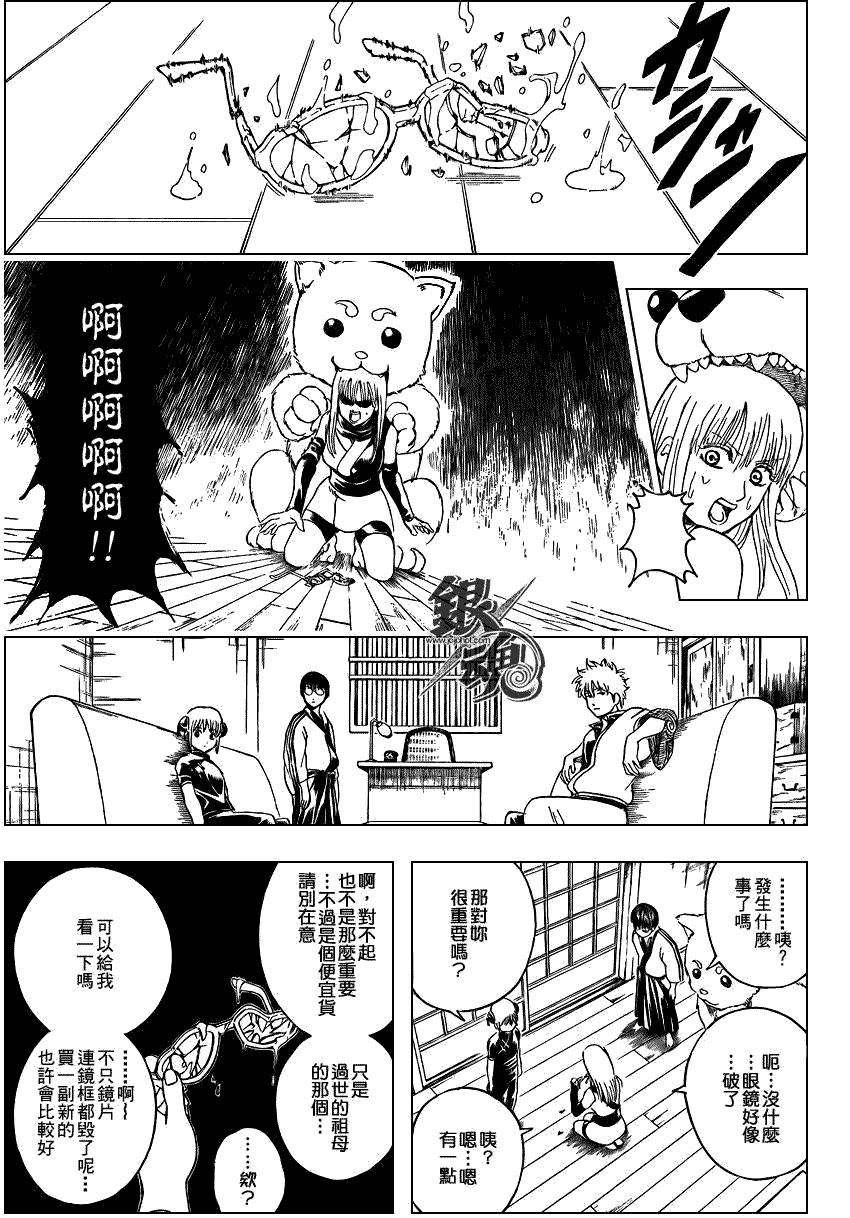 カシャァ
啊啊啊啊啊!!
銀魂
www.jojohot.com
………咦?
發生什麼
事了嗎
呃…沒什麼
…眼鏡好像
…破了
那對妳
很重要嗎?
咦?
嗯…嗯
有一點
啊,對不起
也不是那麼重要
…不過是個便宜貨
請別在意
只是
過世的祖母
的那個…
……欸?
可以給我
看一下嗎
……啊~
不只鏡片
連鏡框都毀了呢…
買一副新的
也許會比較好